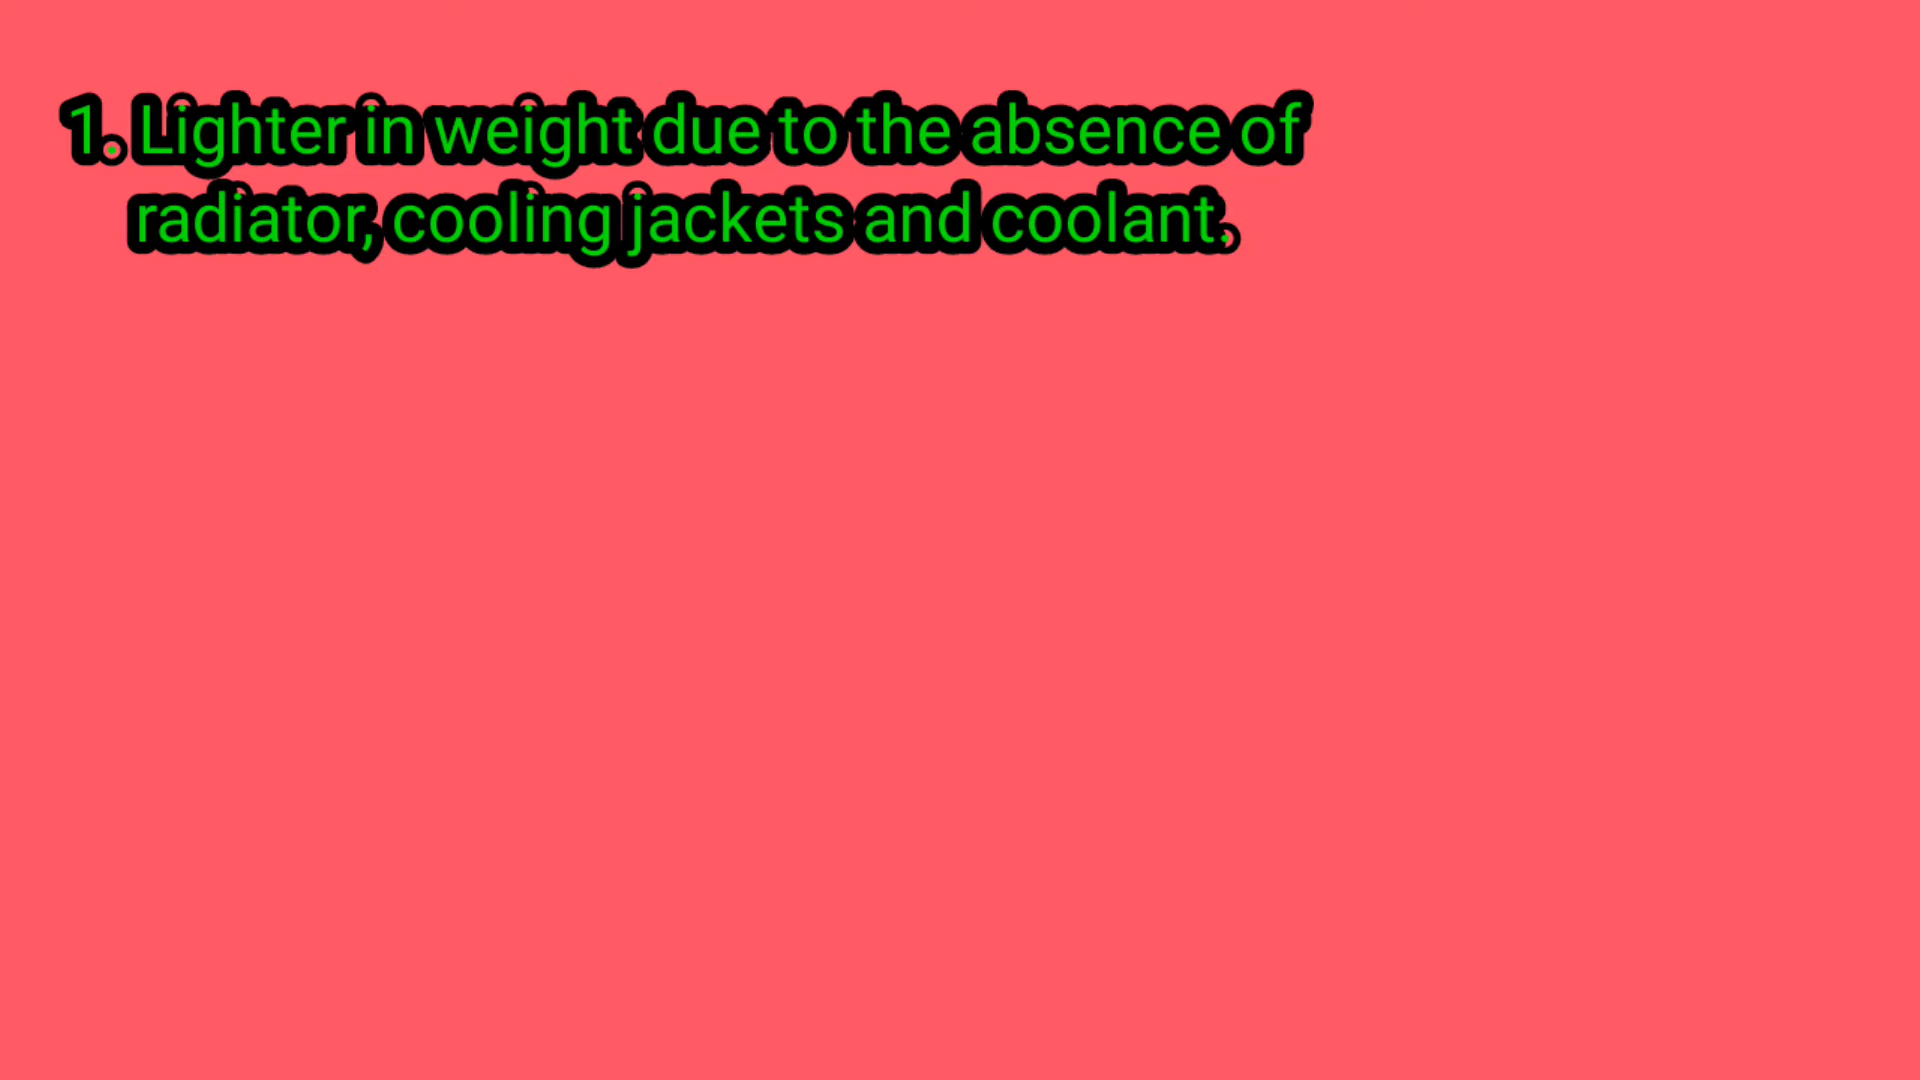 1. Lighter in weight due to the absence of
radiator, cooling jackets and coolant.